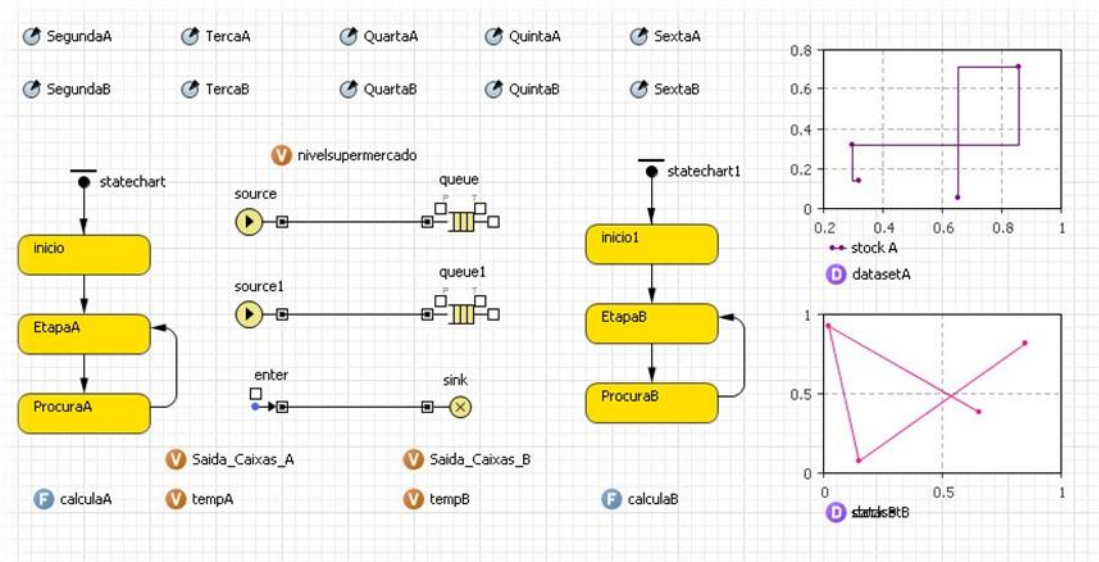 SegundaA TercaA QuartaA QuintaA SextaA
SegundaB TercaB QuartaB QuintaB SextaB
nivelsupermercado
statechart
source
queue
P T
inicio
source1
queue1
P T
EtapaA
enter
sink
ProcuraA
Saida_Caixas_A Saida_Caixas_B
calculaA tempA tempB calculaB
statechart1
inicio1
EtapaB
ProcuraB
0.8
0.6
0.4
0.2
0
0.2 0.4 0.6 0.8 1
stock A
datasetA
1
0.5
0
0 0.5 1